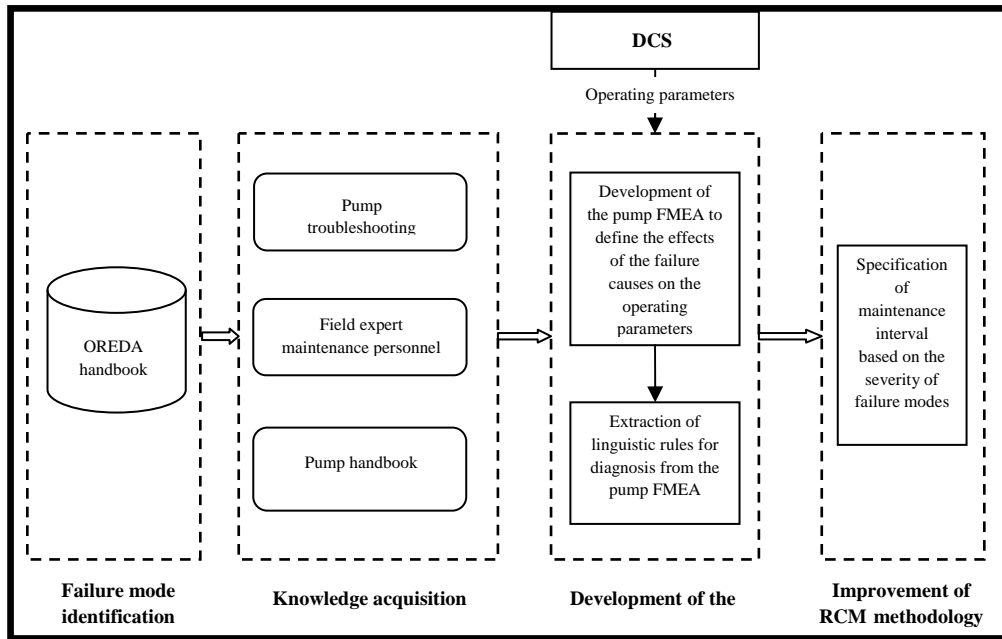 DCS
Operating parameters
OREDA
handbook
Pump
troubleshooting
Field expert
maintenance personnel
Pump handbook
Development of
the pump FMEA to
define the effects
of the failure
causes on the
operating
parameters
Extraction of
linguistic rules for
diagnosis from the
pump FMEA
Specification
of
maintenance
interval
based on the
severity of
failure modes
Failure mode
identification
Knowledge acquisition
Development of the
Improvement of
RCM methodology